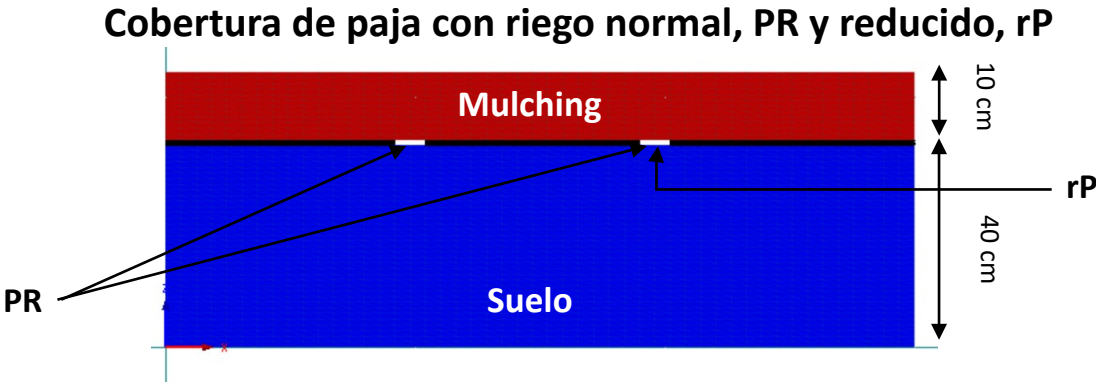 Cobertura de paja con riego normal, PR y reducido, rP
Mulching
10 cm
rP
40 cm
PR
Suelo
z
x